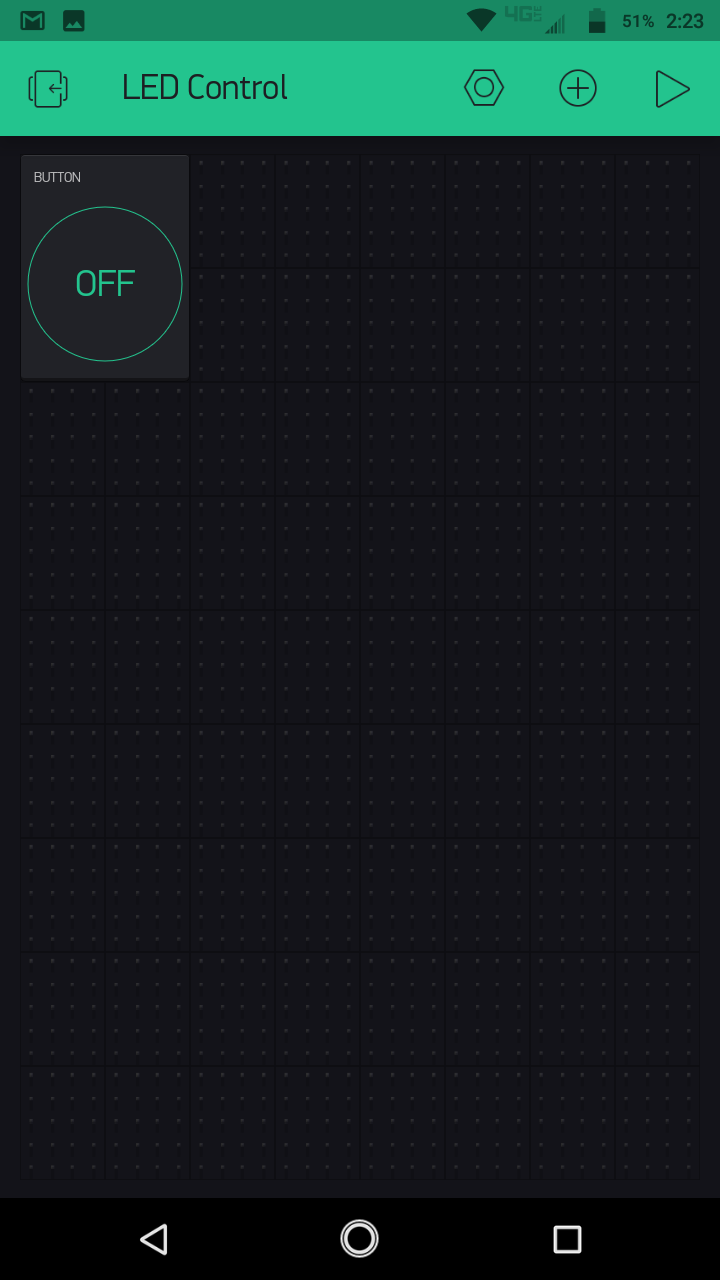 4G 51% 2:23
LED Control
BUTTON
OFF